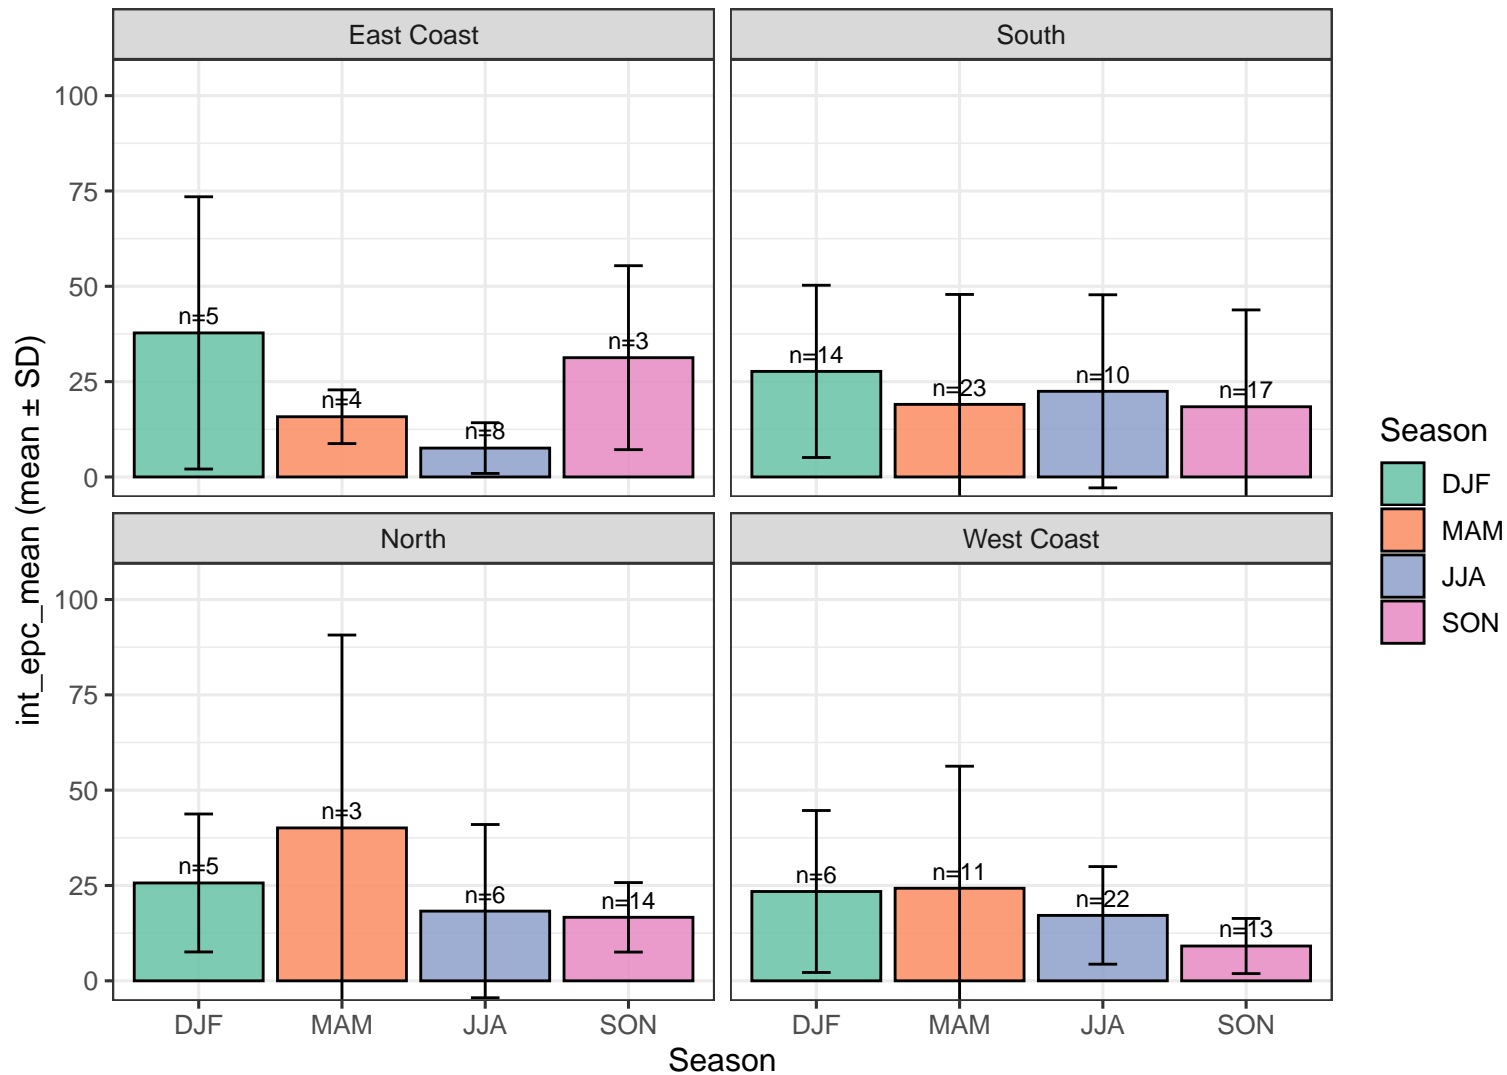 East Coast
South
100
75
50
25
0
n=5
n=4
n=8
n=3
n=14
n=23
n=10
n=17
North
West Coast
100
75
50
25
0
n=5
n=3
n=6
n=14
n=6
n=11
n=22
n=13
DJF
MAM
JJA
SON
DJF
MAM
JJA
SON
Season
int_epc_mean (mean ± SD)
Season
DJF
MAM
JJA
SON